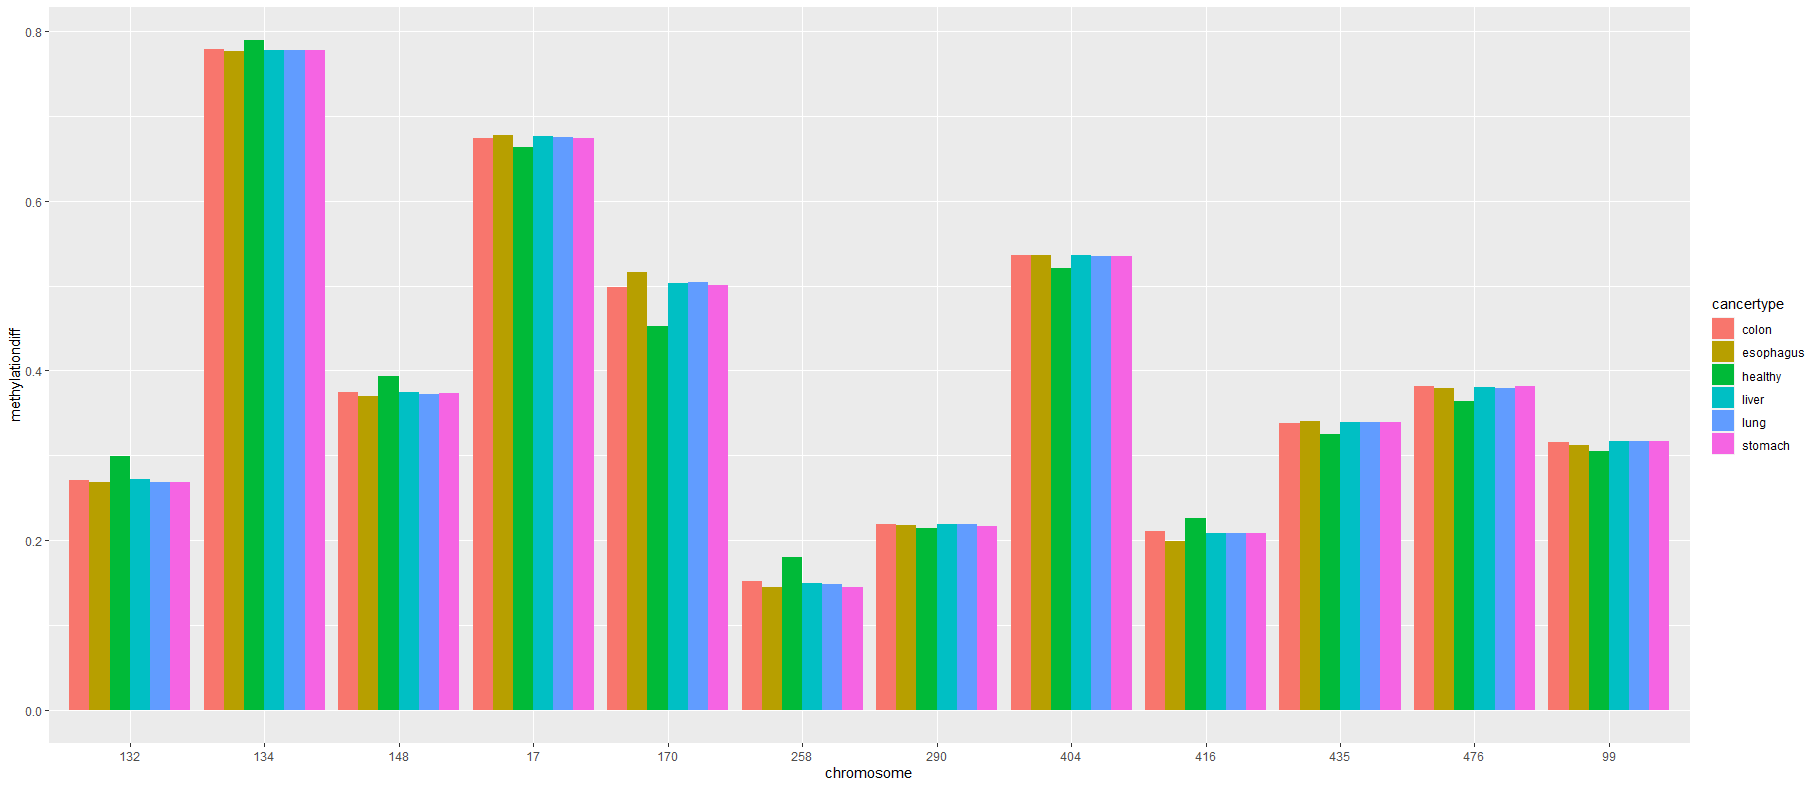 0.8
0.6
0.4
0.2
0.0
methylationdiff
132 134 148 17 170 258 290 404 416 435 476 99
chromosome
cancertype
colon
esophagus
healthy
liver
lung
stomach